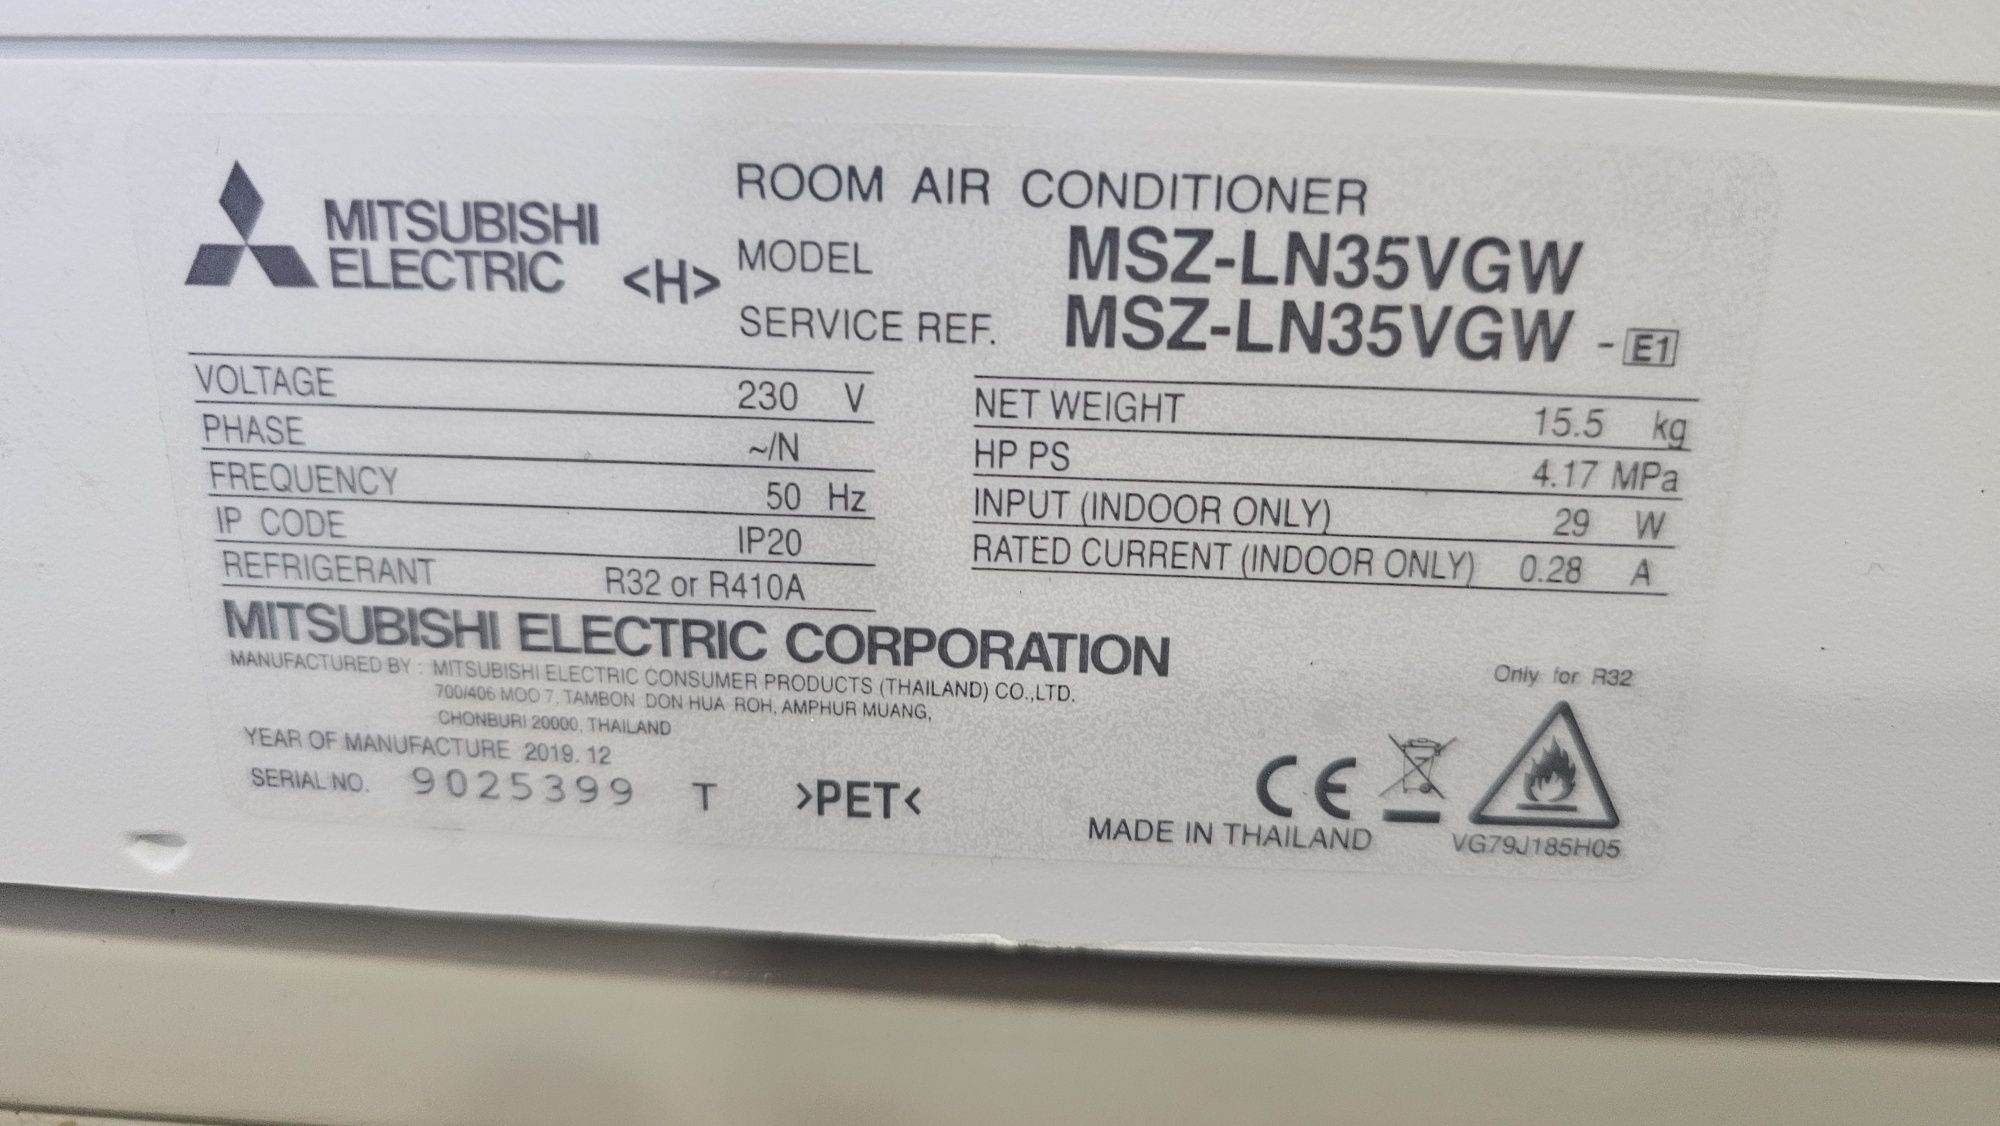 ROOM AIR CONDITIONER
MITSUBISHI
ELECTRIC
<H>
MODEL MSZ-LN35VGW
SERVICE REF. MSZ-LN35VGW - E1
VOLTAGE 230 V
PHASE ~/N
FREQUENCY 50 Hz
IP CODE IP20
REFRIGERANT R32 or R410A
NET WEIGHT 15.5 kg
HP PS 4.17 MPa
INPUT (INDOOR ONLY) 29 W
RATED CURRENT (INDOOR ONLY) 0.28 A
MITSUBISHI ELECTRIC CORPORATION
MANUFACTURED BY : MITSUBISHI ELECTRIC CONSUMER PRODUCTS (THAILAND) CO.,LTD.
700/406 MOO 7, TAMBON DON HUA ROH, AMPHUR MUANG,
CHONBURI 20000, THAILAND
YEAR OF MANUFACTURE 2019. 12
SERIAL NO. 9025399 T >PET<
Only for R32
CE
MADE IN THAILAND VG79J185H05